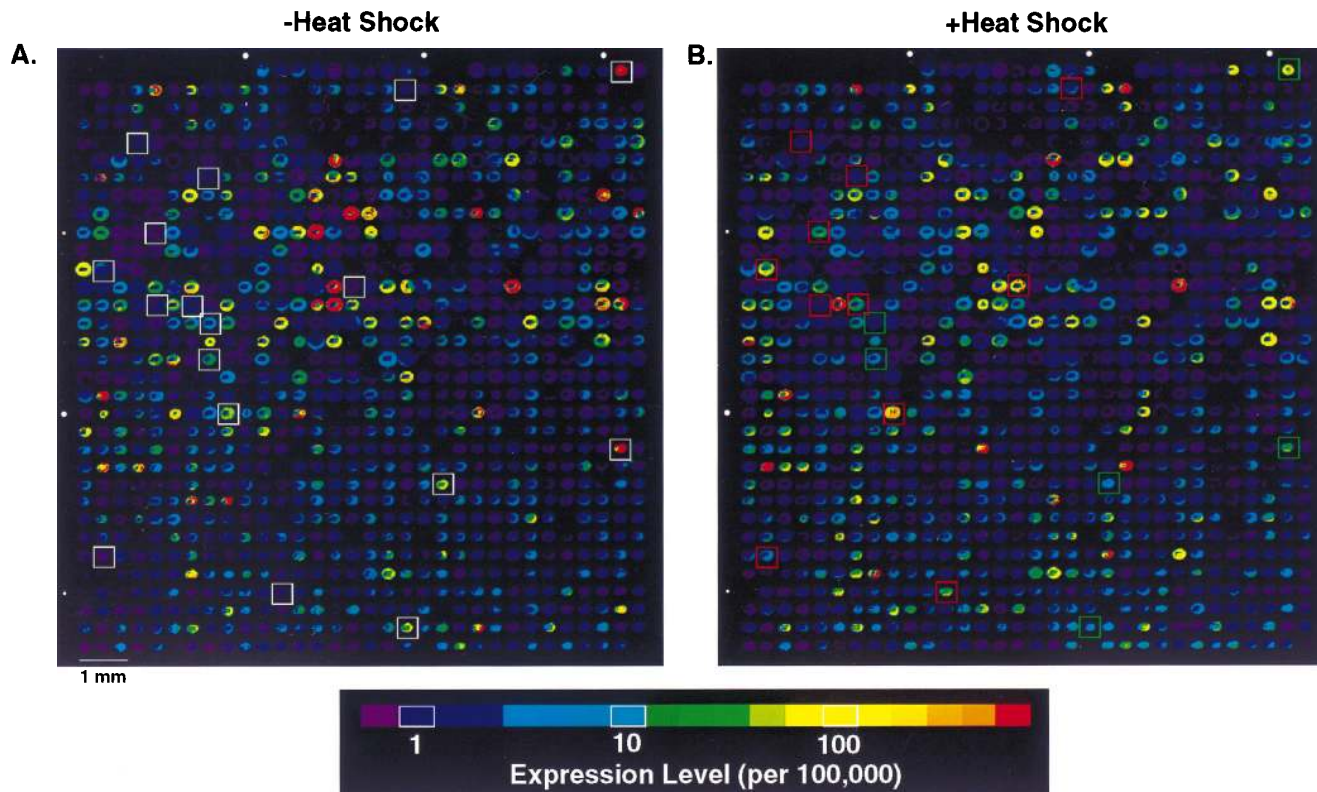 -Heat Shock
+Heat Shock
A.
B.
1 mm
1
10
100
Expression Level (per 100,000)